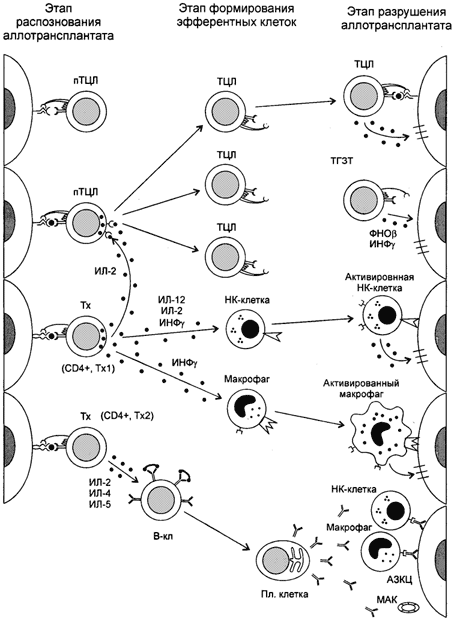 Этап
распознования
аллотрансплантата
Этап формирования
эфферентных клеток
Этап разрушения
аллотрансплантата
пТЦЛ
ТЦЛ
ТЦЛ
ТЦЛ
ТГЗТ
пТЦЛ
ТЦЛ
ФНОβ
ИНФγ
ИЛ-2
Тх
(CD4+, Тх1)
ИЛ-12
ИЛ-2
ИНФγ
НК-клетка
Активировнная
НК-клетка
ИНФγ
Макрофаг
Активированный
макрофаг
Тх (CD4+, Тх2)
ИЛ-2
ИЛ-4
ИЛ-5
В-кл
Пл. клетка
НК-клетка
Макрофаг
АЗКЦ
МАК